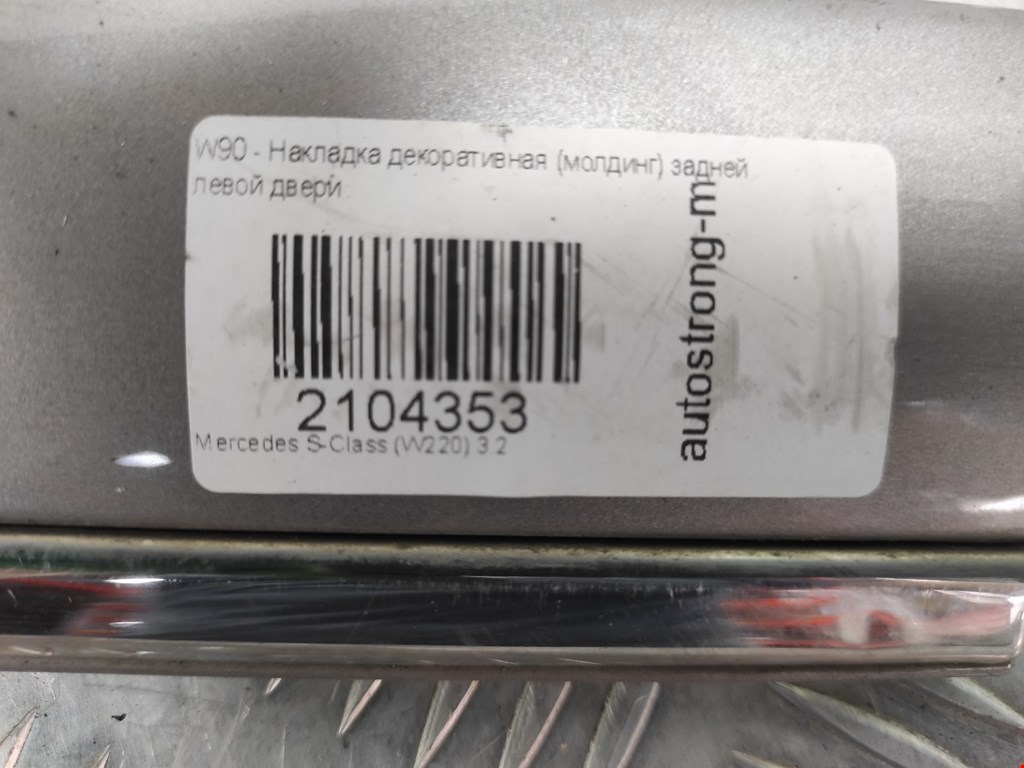 W90 - Накладка декоративная (молдинг) задней
левой двери
2104353
Mercedes S-Class (W220) 3.2
autostrong-m